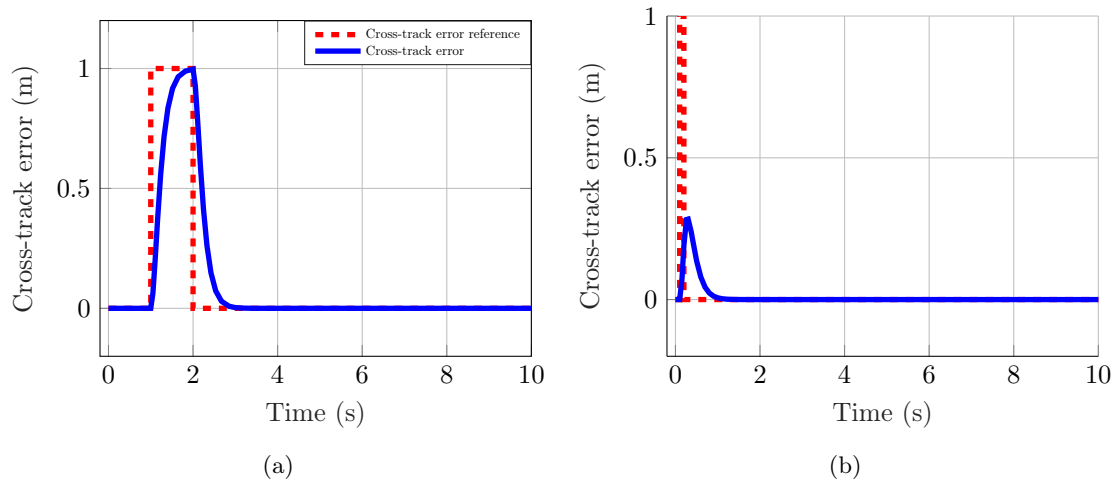 Cross-track error reference
Cross-track error
1
0.5
0
Cross-track error (m)
0 2 4 6 8 10
Time (s)
(a)
1
0.5
0
Cross-track error (m)
0 2 4 6 8 10
Time (s)
(b)